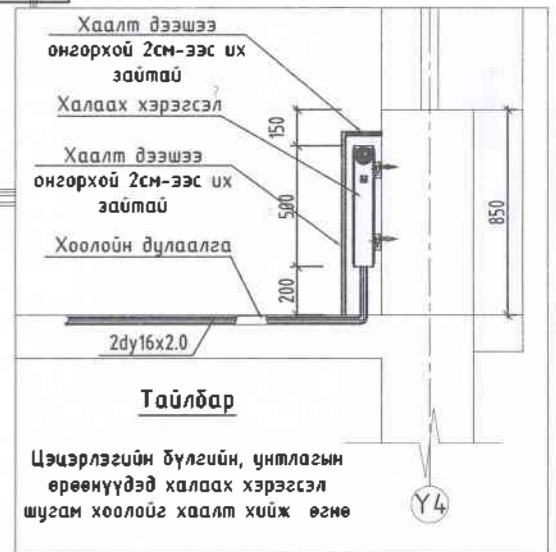 Хаалт дээшээ
онгорхой 2см-ээс их
зайтай
Халаах хэрэгсэл
Хаалт дээшээ
онгорхой 2см-ээс их
зайтай
Хоолойн дулаалга
2dy16x2.0
150
500
200
850
Тайлбар
Цэцэрлэгийн бүлгийн, унтлагын
өрөөнүүдэд халаах хэрэгсэл
шугам хоолойг хаалт хийж өгнө
Y4